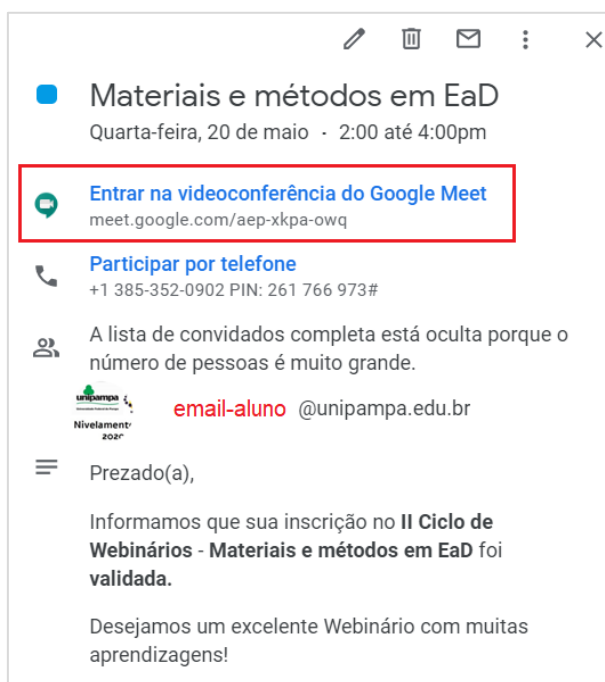 Materiais e métodos em EaD
Quarta-feira, 20 de maio · 2:00 até 4:00pm
Entrar na videoconferência do Google Meet
meet.google.com/aep-xkpa-owq
Participar por telefone
+1 385-352-0902 PIN: 261 766 973#
A lista de convidados completa está oculta porque o
número de pessoas é muito grande.
unipampa
Nivelament
2020
email-aluno @unipampa.edu.br
Prezado(a),
Informamos que sua inscrição no II Ciclo de
Webinários - Materiais e métodos em EaD foi
validada.
Desejamos um excelente Webinário com muitas
aprendizagens!